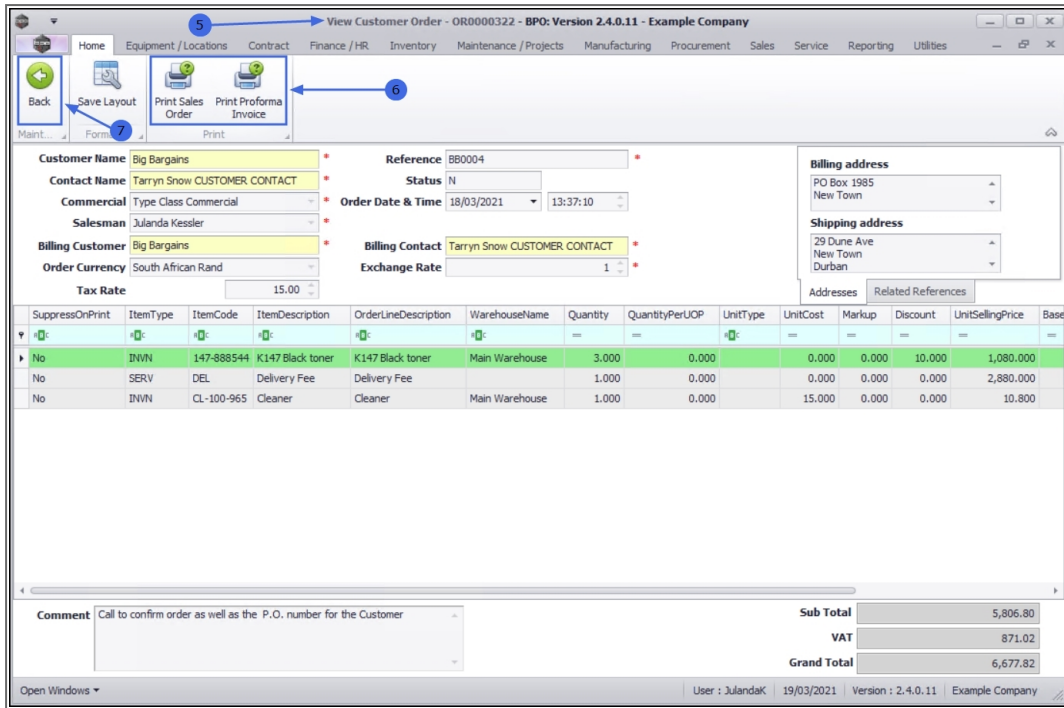 View Customer Order - OR0000322 - BPO: Version 2.4.0.11 - Example Company
5
Home Equipment / Locations Contract Finance / HR Inventory Maintenance / Projects Manufacturing Procurement Sales Service Reporting Utilities
Back Save Layout Print Sales Order Print Proforma Invoice
6
7
Maint... Forma Print
Customer Name Big Bargains * Reference BB0004 *
Contact Name Tarryn Snow CUSTOMER CONTACT * Status N
Commercial Type Class Commercial * Order Date & Time 18/03/2021 13:37:10
Salesman Julanda Kessler *
Billing Customer Big Bargains * Billing Contact Tarryn Snow CUSTOMER CONTACT *
Order Currency South African Rand Exchange Rate 1 *
Tax Rate 15.00
Billing address
PO Box 1985
New Town
Shipping address
29 Dune Ave
New Town
Durban
Addresses Related References
SuppressOnPrint ItemType ItemCode ItemDescription OrderLineDescription WarehouseName Quantity QuantityPerUOP UnitType UnitCost Markup Discount UnitSellingPrice Base
No INVN 147-888544 K147 Black toner K147 Black toner Main Warehouse 3.000 0.000 0.000 0.000 10.000 1,080.000
No SERV DEL Delivery Fee Delivery Fee 1.000 0.000 0.000 0.000 0.000 2,880.000
No INVN CL-100-965 Cleaner Cleaner Main Warehouse 1.000 0.000 15.000 0.000 0.000 10.800
Comment Call to confirm order as well as the P.O. number for the Customer
Sub Total 5,806.80
VAT 871.02
Grand Total 6,677.82
Open Windows User : JulandaK 19/03/2021 Version : 2.4.0.11 Example Company